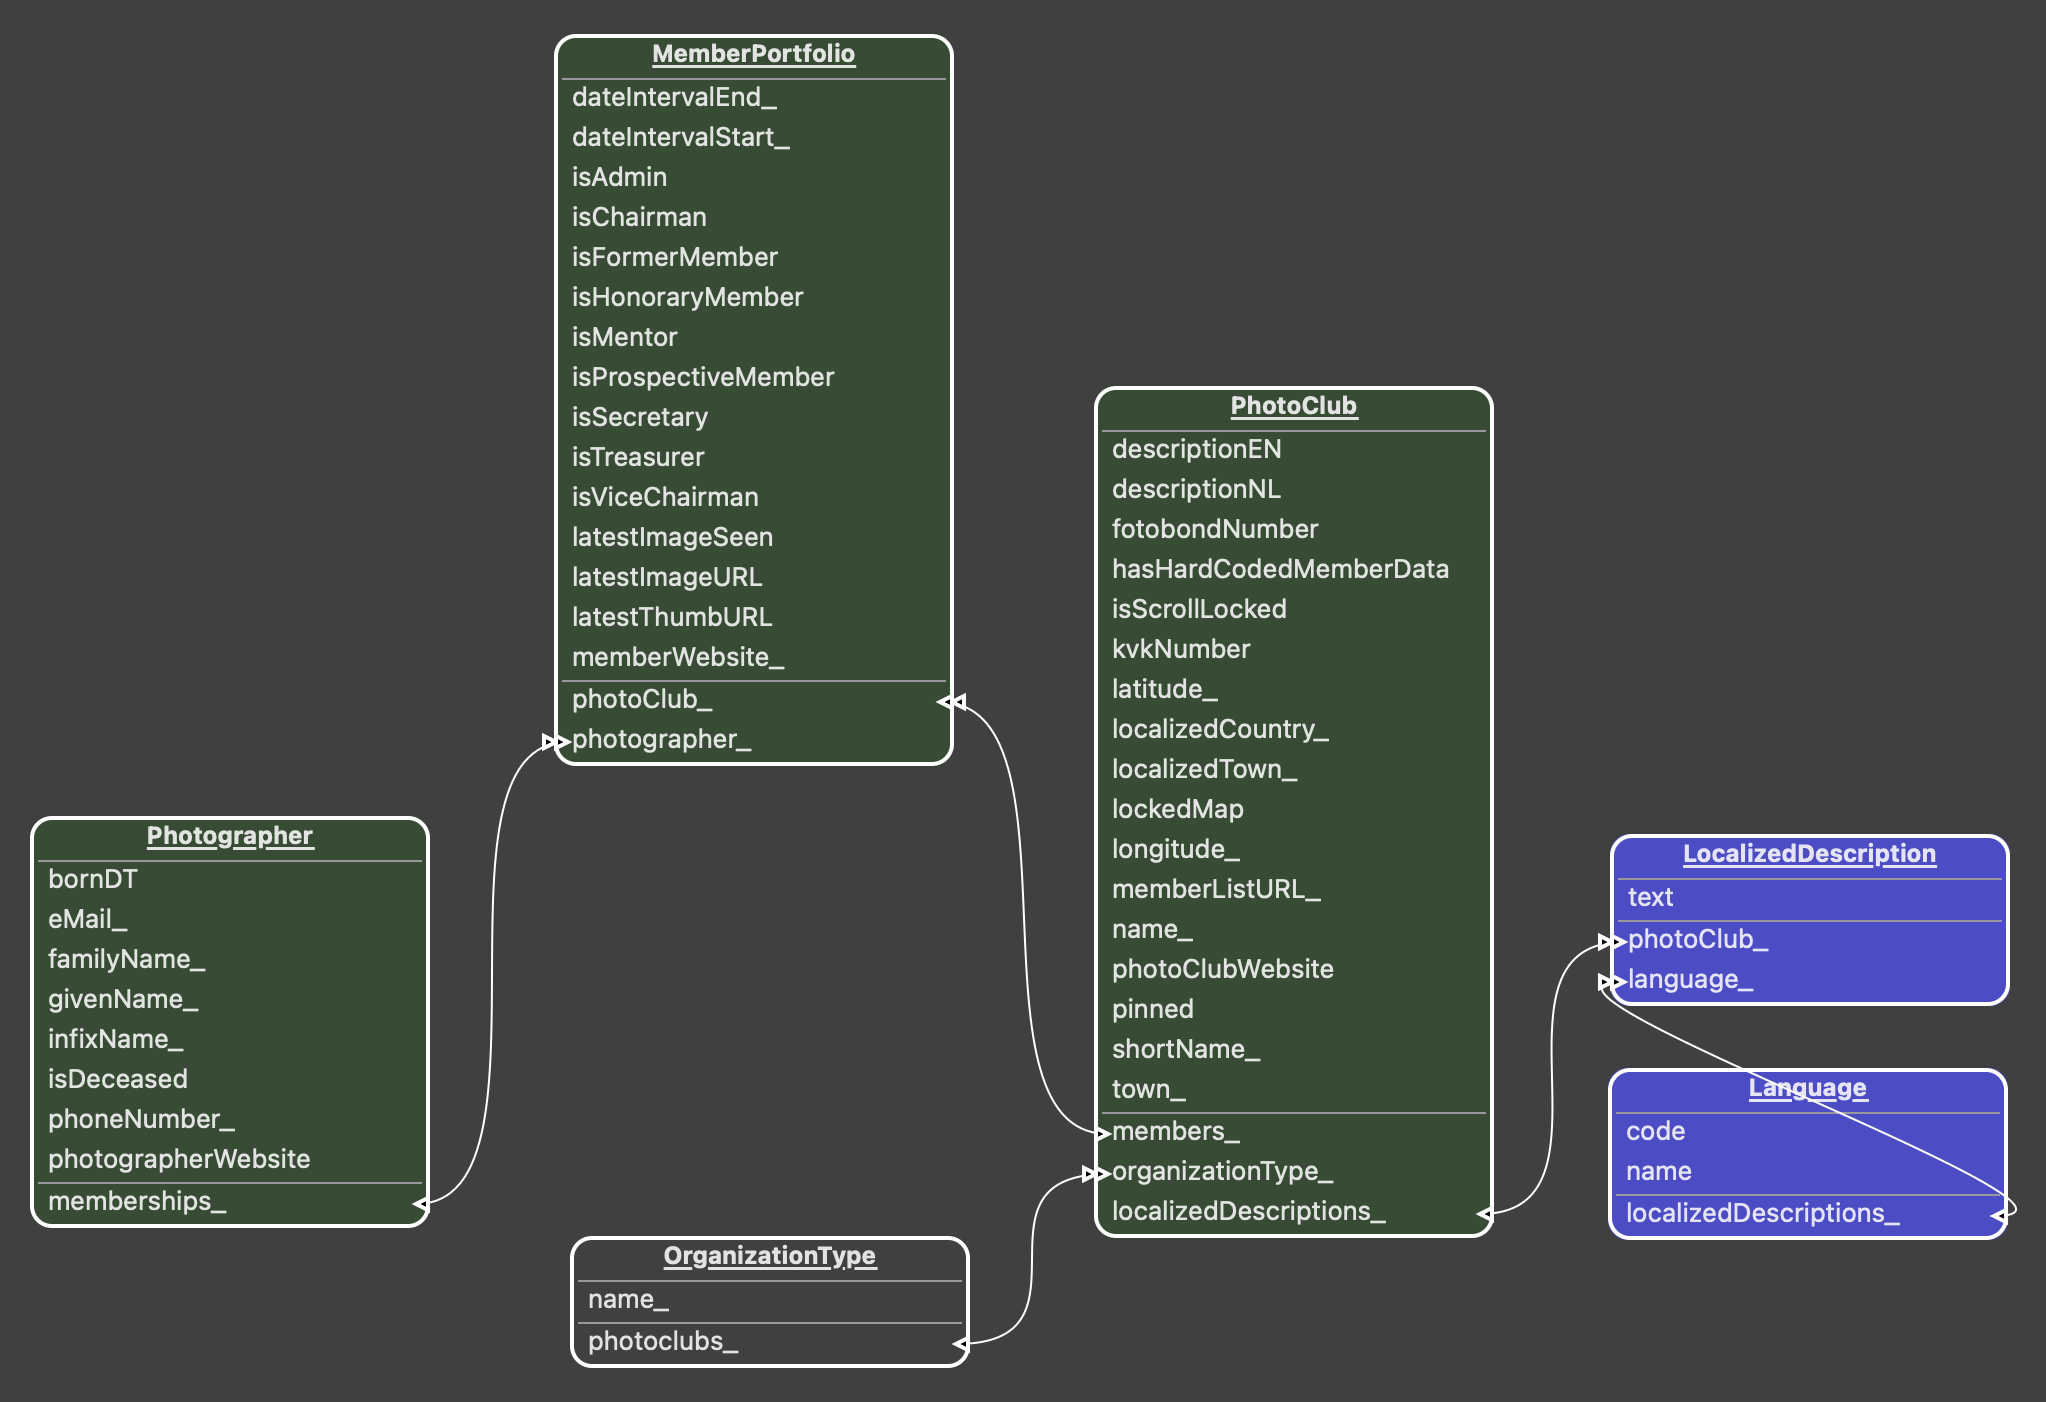 MemberPortfolio
dateIntervalEnd_
dateIntervalStart_
isAdmin
isChairman
isFormerMember
isHonoraryMember
isMentor
isProspectiveMember
isSecretary
isTreasurer
isViceChairman
latestImageSeen
latestImageURL
latestThumbURL
memberWebsite_
photoClub_
photographer_
PhotoClub
descriptionEN
descriptionNL
fotobondNumber
hasHardCodedMemberData
isScrollLocked
kvkNumber
latitude_
localizedCountry_
localizedTown_
lockedMap
longitude_
memberListURL_
name_
photoClubWebsite
pinned
shortName_
town_
members_
organizationType_
localizedDescriptions_
Photographer
bornDT
eMail_
familyName_
givenName_
infixName_
isDeceased
phoneNumber_
photographerWebsite
memberships_
LocalizedDescription
text
photoClub_
language_
Language
code
name
localizedDescriptions_
OrganizationType
name_
photoclubs_